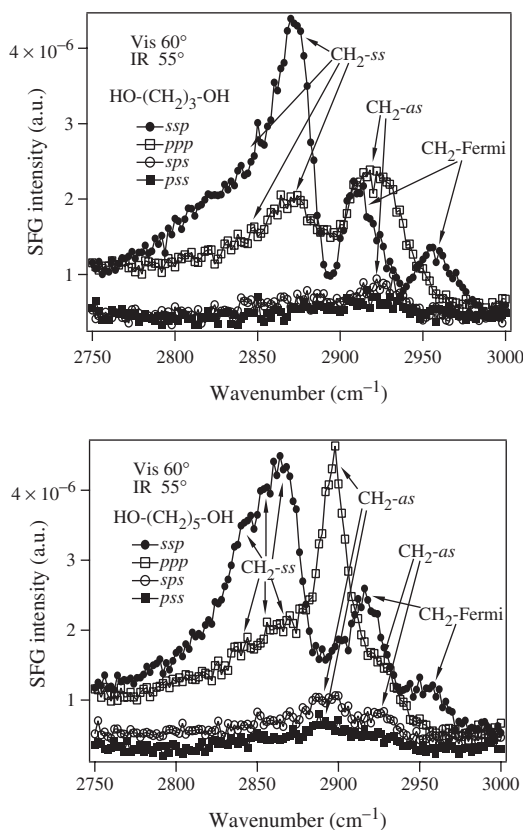 4 × 10⁻⁶
3
2
1
SFG intensity (a.u.)
Vis 60°
IR 55°
HO-(CH₂)₃-OH
ssp
ppp
sps
pss
CH₂-ss
CH₂-as
CH₂-Fermi
2750
2800
2850
2900
2950
3000
Wavenumber (cm⁻¹)
4 × 10⁻⁶
3
2
1
SFG intensity (a.u.)
Vis 60°
IR 55°
HO-(CH₂)₅-OH
ssp
ppp
sps
pss
CH₂-ss
CH₂-as
CH₂-as
CH₂-Fermi
2750
2800
2850
2900
2950
3000
Wavenumber (cm⁻¹)